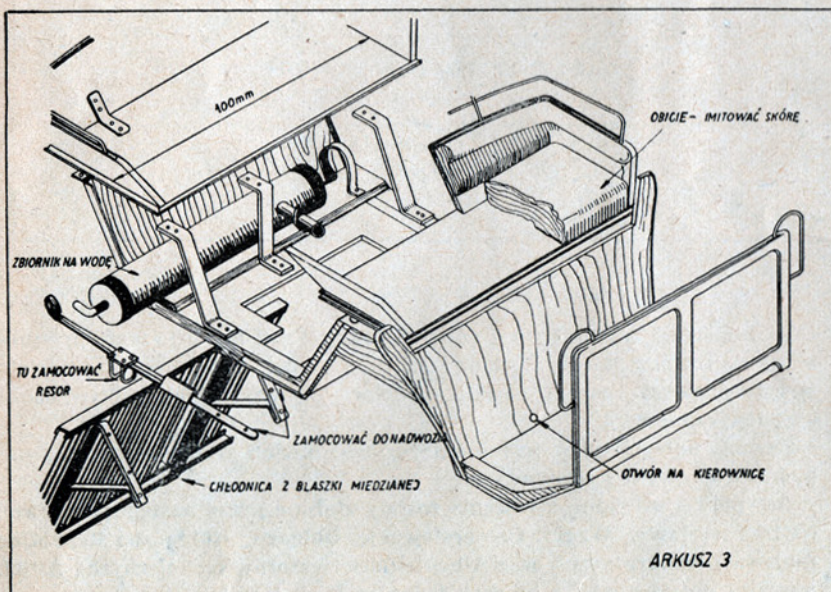 100mm
OBICIE - IMITOWAĆ SKÓRĘ
ZBIORNIK NA WODĘ
TU ZAMOCOWAĆ
RESOR
ZAMOCOWAĆ DO NADWOZIA
CHŁODNICA Z BLASZKI MIEDZIANEJ
OTWÓR NA KIEROWNICĘ
ARKUSZ 3